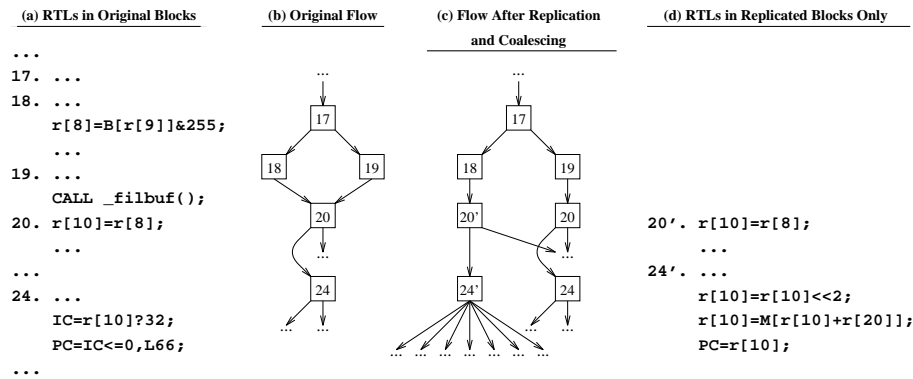 (a) RTLs in Original Blocks
...
17. ...
18. ...
r[8]=B[r[9]]&255;
...
19. ...
CALL _filbuf();
20. r[10]=r[8];
...
...
24. ...
IC=r[10]?32;
PC=IC<=0,L66;
...
(b) Original Flow
...
17
18 19
20
...
24
... ...
(c) Flow After Replication
and Coalescing
...
17
18 19
20' 20
...
24' 24
... ...
... ... ... ... ... ... ...
(d) RTLs in Replicated Blocks Only
20'. r[10]=r[8];
...
24'. ...
r[10]=r[10]<<2;
r[10]=M[r[10]+r[20]];
PC=r[10];